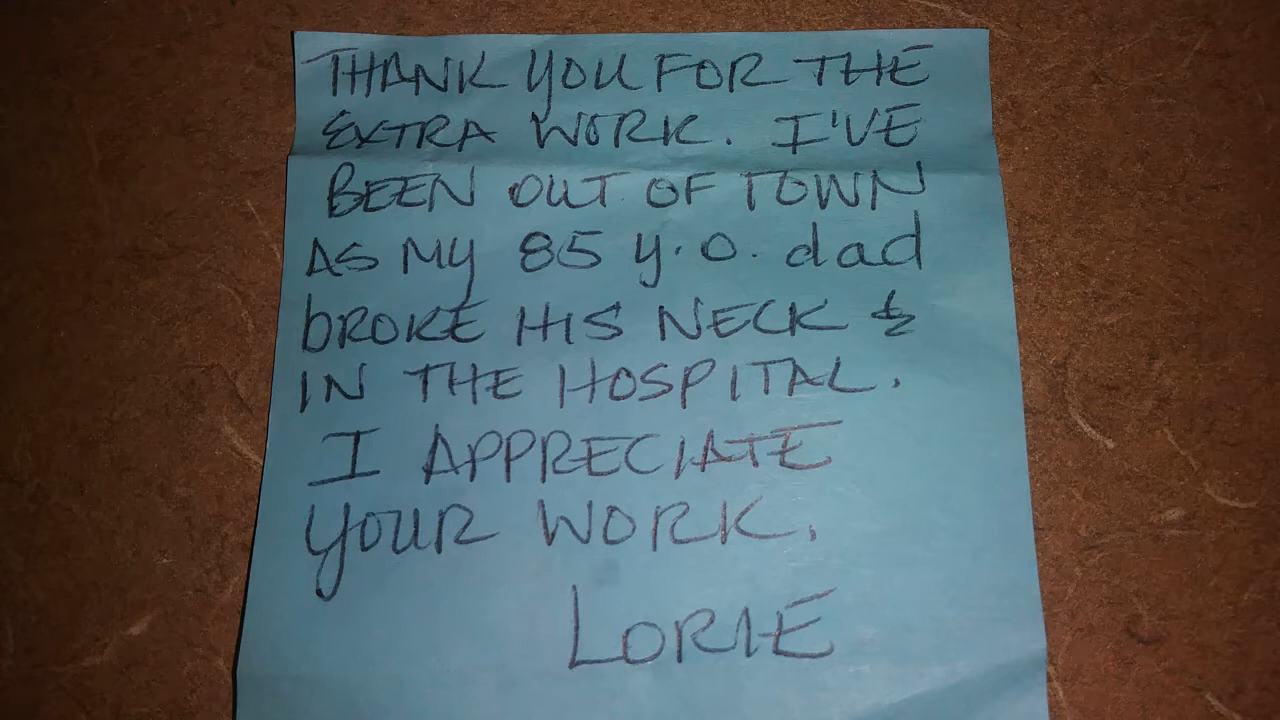 THANK YOU FOR THE
EXTRA WORK. I'VE
BEEN OUT OF TOWN
AS MY 85 y.o. dad
bROKE HIS NECK &
IN THE HOSPITAL.
I APPRECIATE
YOUR WORK.
LORIE